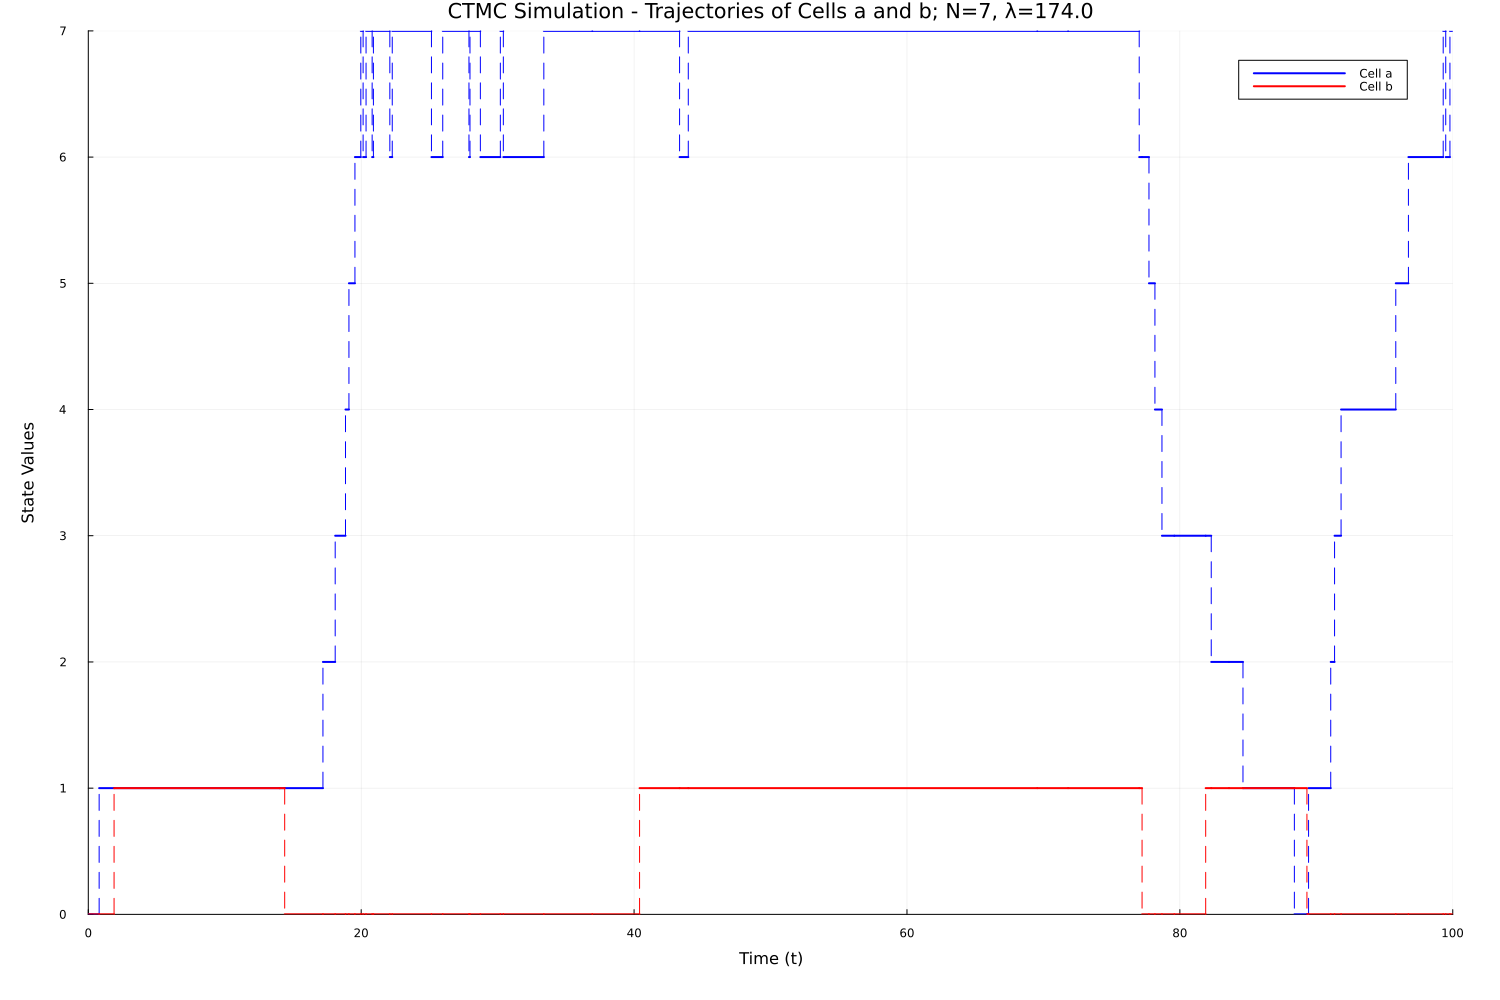 CTMC Simulation - Trajectories of Cells a and b; N=7, λ=174.0
7
Cell a
Cell b
6
5
4
State Values
3
2
1
0
0 20 40 60 80 100
Time (t)